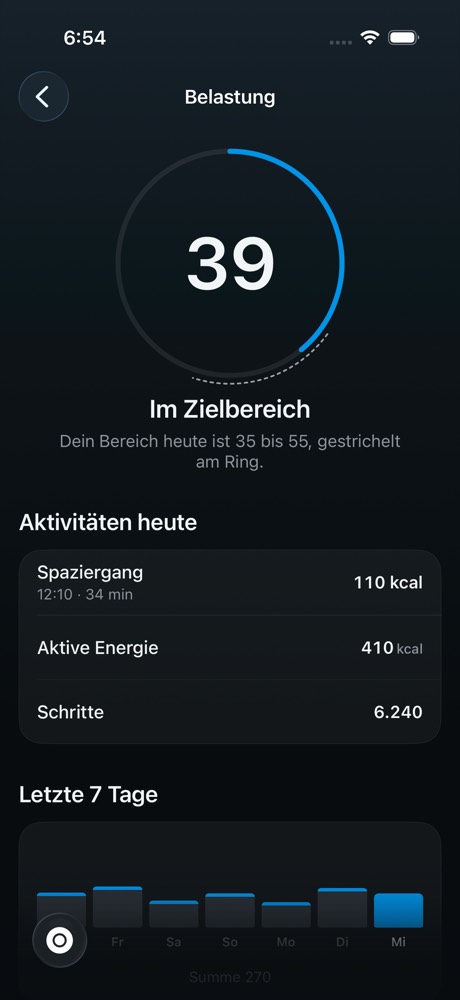 6:54
Belastung
39
Im Zielbereich
Dein Bereich heute ist 35 bis 55, gestrichelt
am Ring.
Aktivitäten heute
Spaziergang
12:10 · 34 min
110 kcal
Aktive Energie
410 kcal
Schritte
6.240
Letzte 7 Tage
Fr Sa So Mo Di Mi
Summe 270